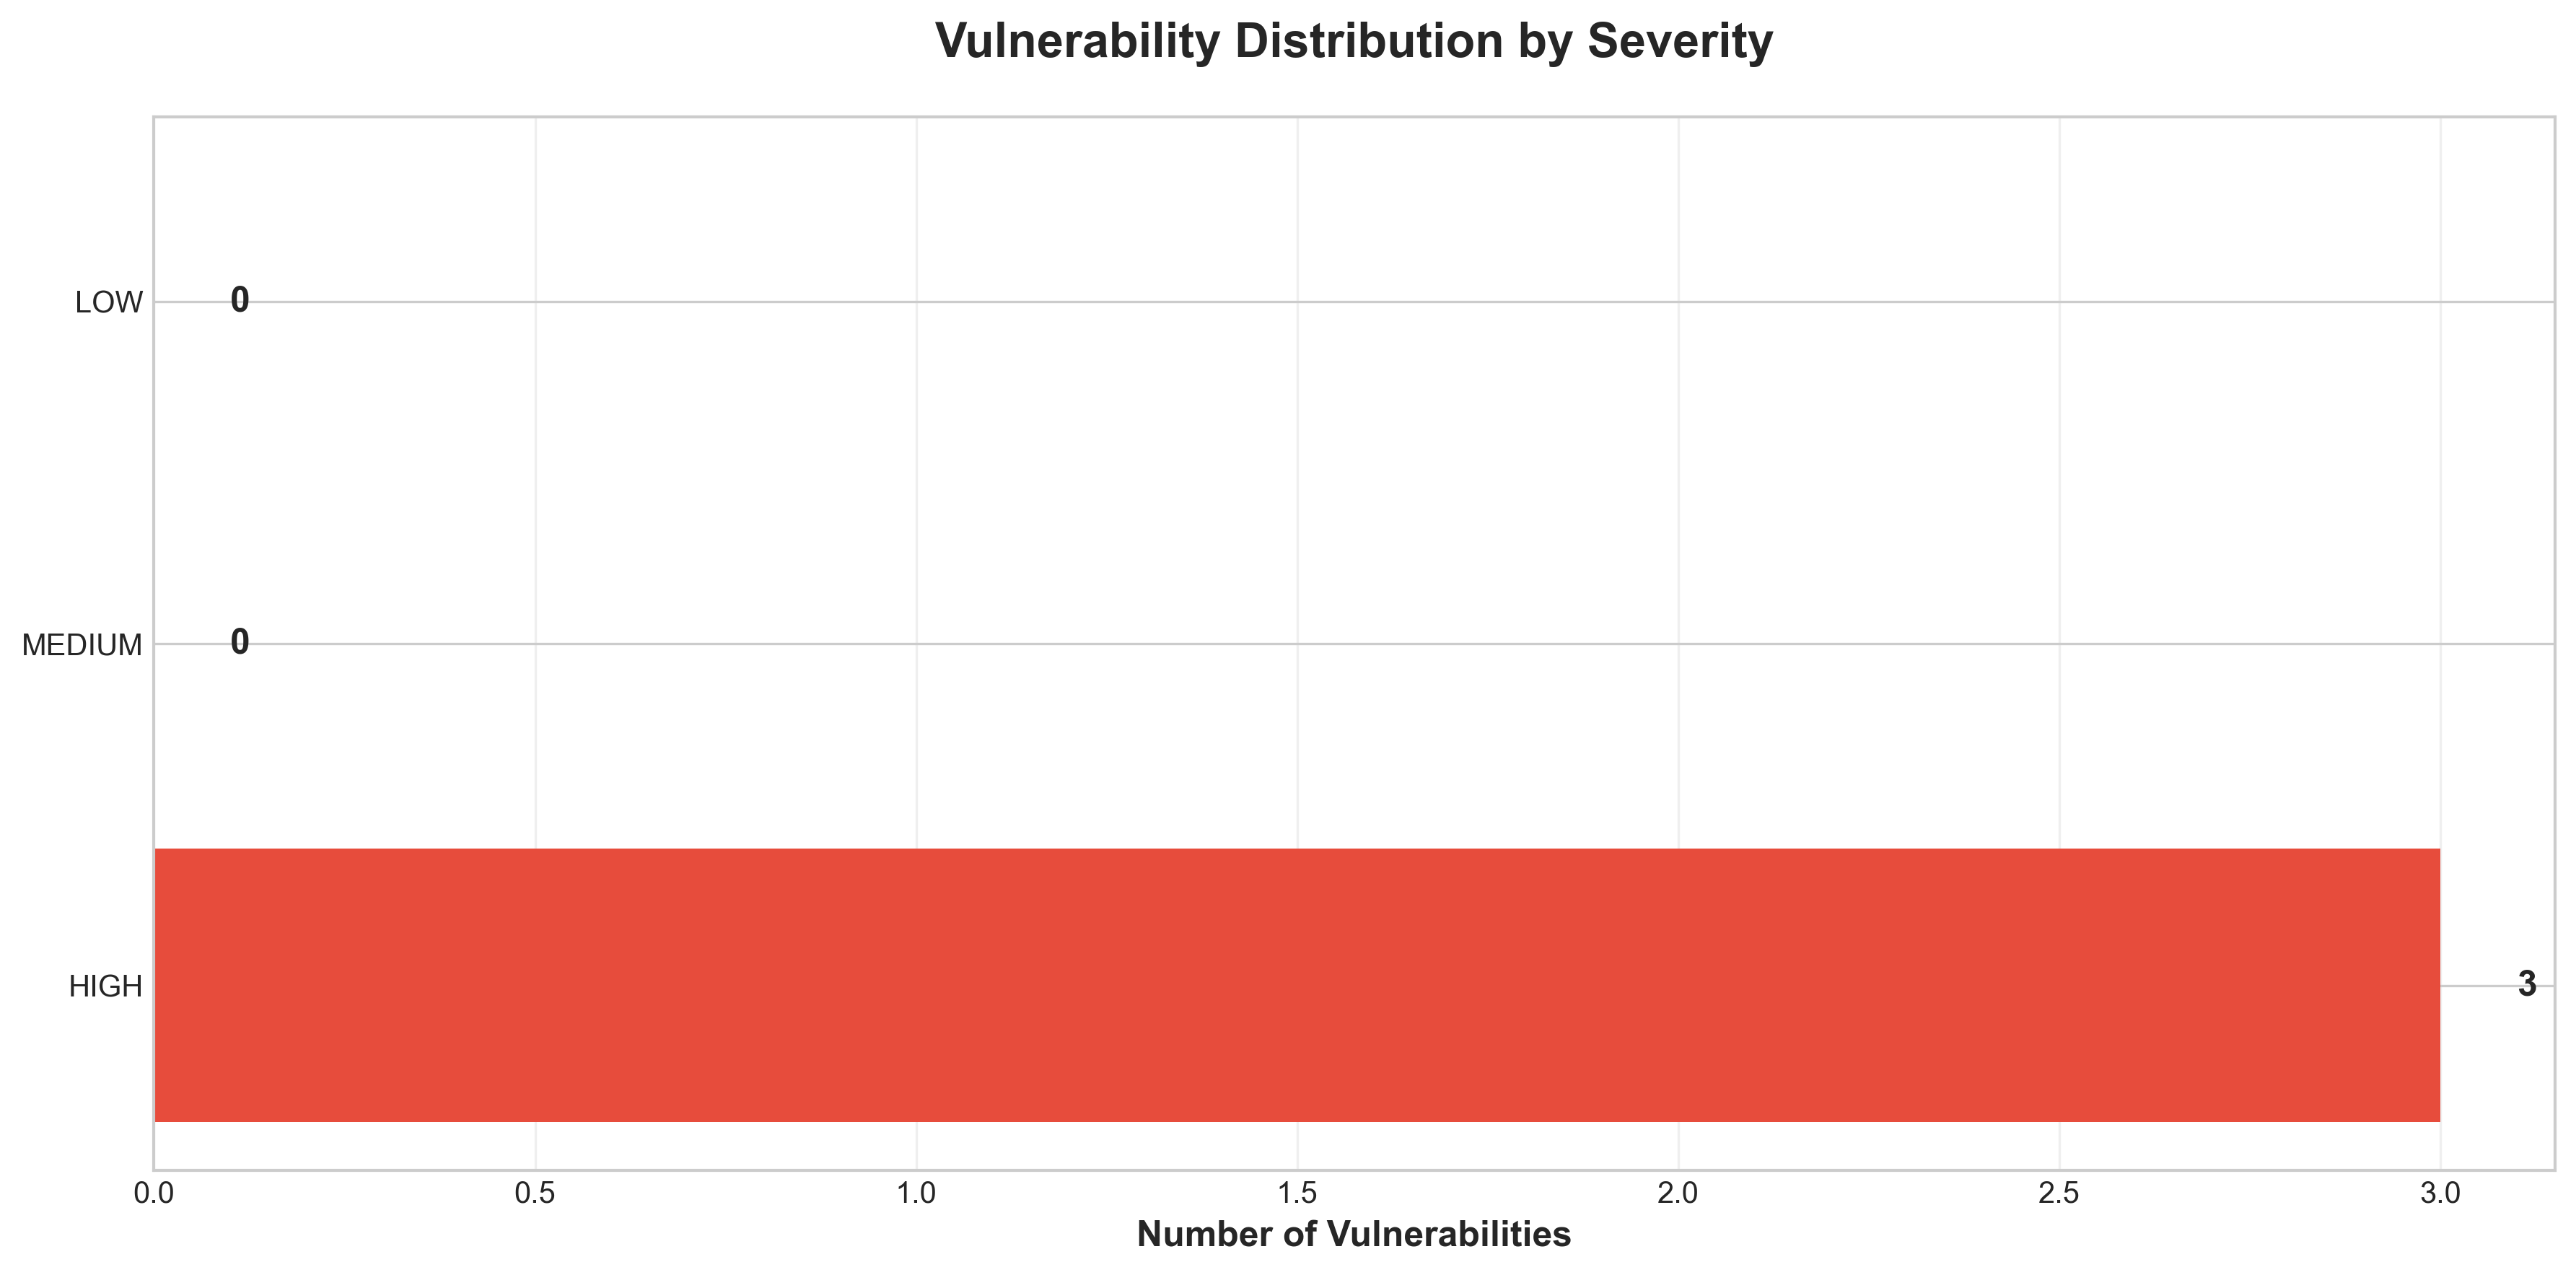 Vulnerability Distribution by Severity
LOW 0
MEDIUM 0
HIGH 3
0.0 0.5 1.0 1.5 2.0 2.5 3.0
Number of Vulnerabilities